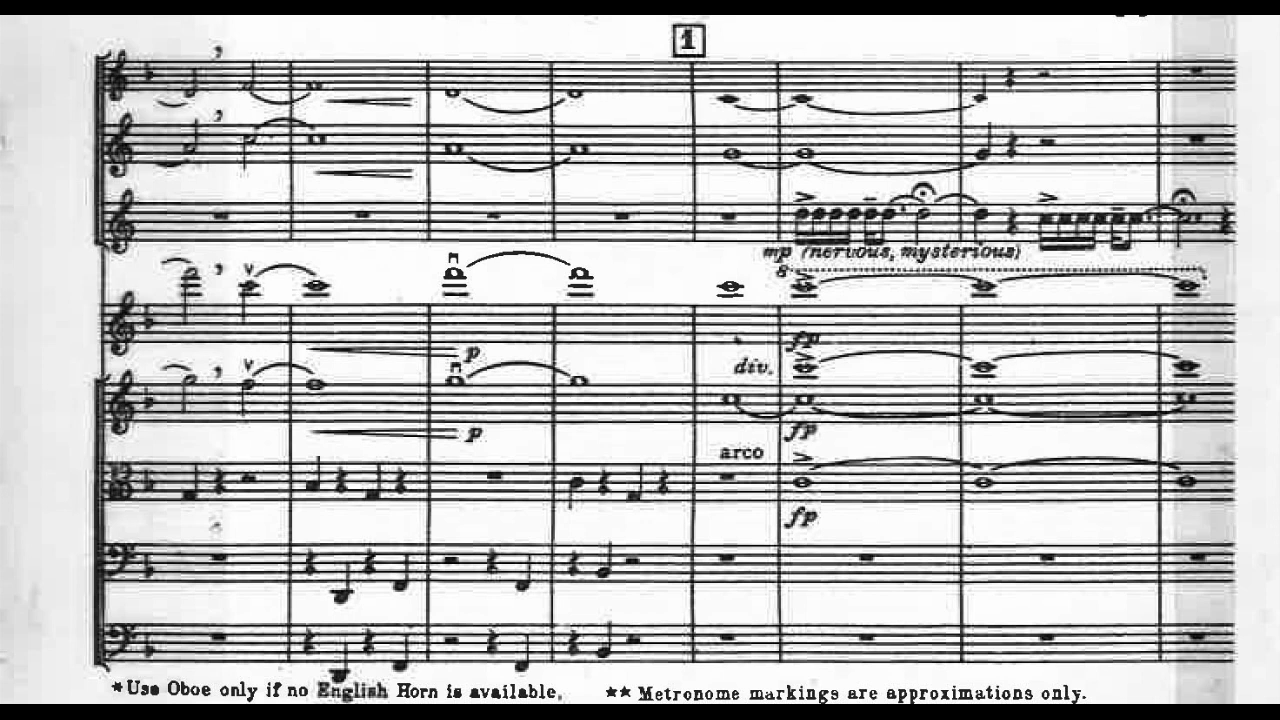 1
mp (nervous, mysterious)
8
p
fp
div.
p
fp
arco
fp
*Use Oboe only if no English Horn is available. ** Metronome markings are approximations only.